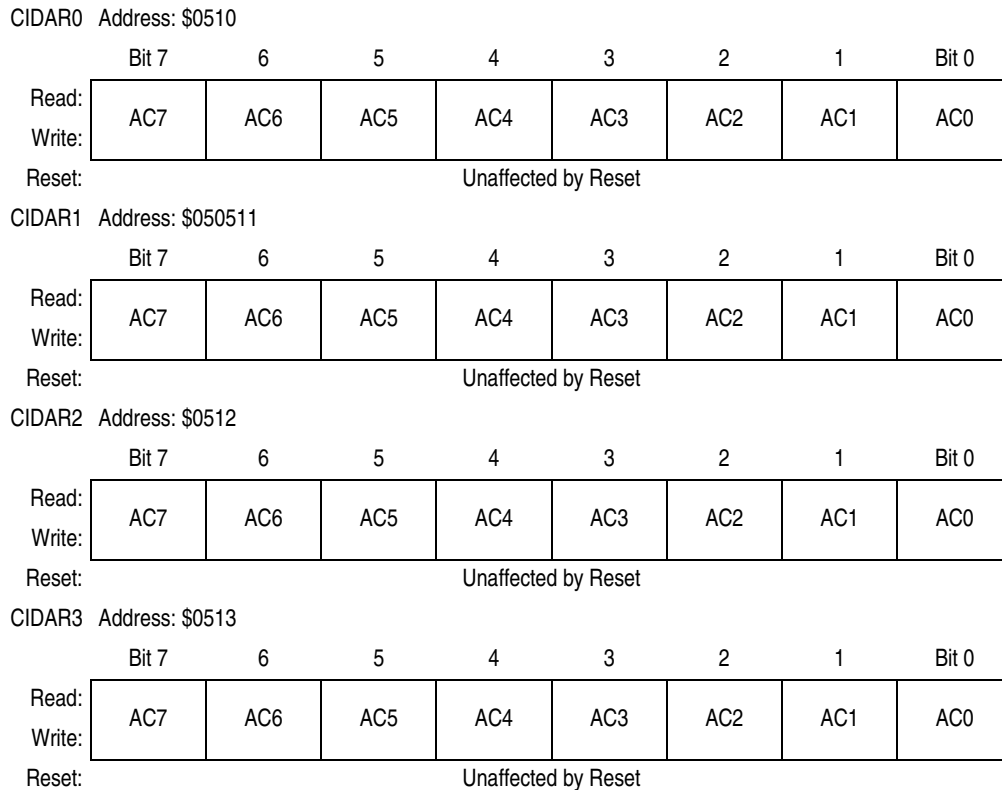 CIDAR0 Address: $0510
Bit 7 6 5 4 3 2 1 Bit 0
Read:
AC7 AC6 AC5 AC4 AC3 AC2 AC1 AC0
Write:
Reset: Unaffected by Reset
CIDAR1 Address: $050511
Bit 7 6 5 4 3 2 1 Bit 0
Read:
AC7 AC6 AC5 AC4 AC3 AC2 AC1 AC0
Write:
Reset: Unaffected by Reset
CIDAR2 Address: $0512
Bit 7 6 5 4 3 2 1 Bit 0
Read:
AC7 AC6 AC5 AC4 AC3 AC2 AC1 AC0
Write:
Reset: Unaffected by Reset
CIDAR3 Address: $0513
Bit 7 6 5 4 3 2 1 Bit 0
Read:
AC7 AC6 AC5 AC4 AC3 AC2 AC1 AC0
Write:
Reset: Unaffected by Reset